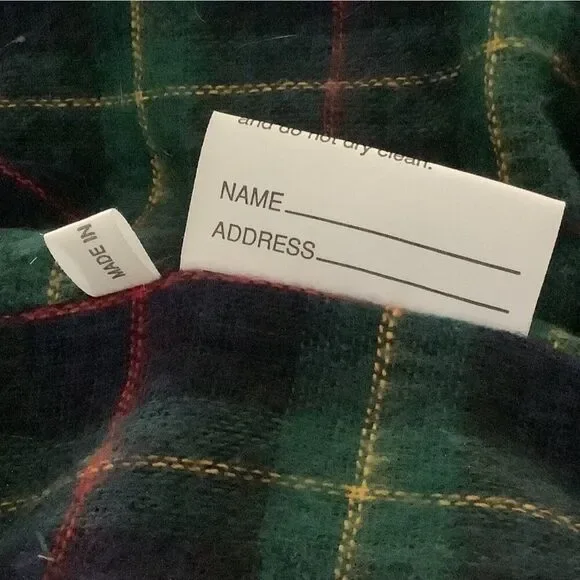 and do not dry clean.
NAME
ADDRESS
MADE IN